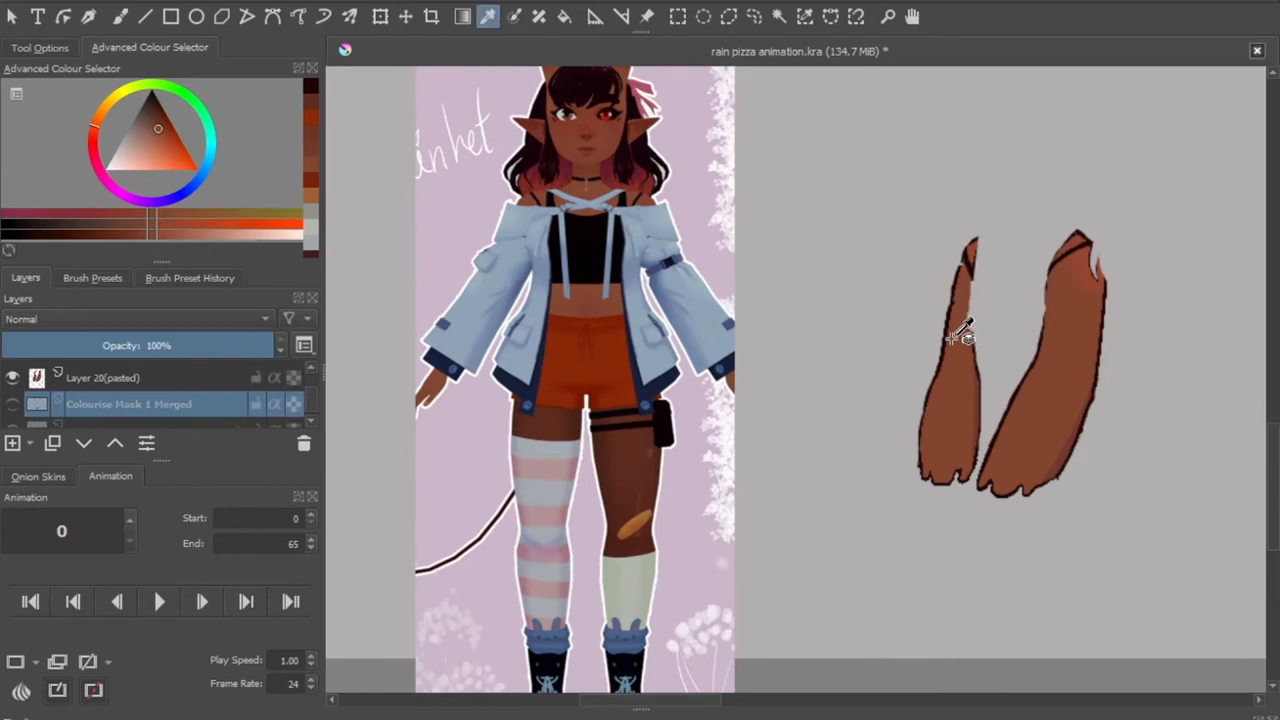 Tool Options
Advanced Colour Selector
rain pizza animation.kra (134.7 MiB) *
Advanced Colour Selector
inhet
Layers
Brush Presets
Brush Preset History
Layers
Normal
Opacity: 100%
Layer 20(pasted)
Colourise Mask 1 Merged
Onion Skins
Animation
Animation
0
Start:
0
End:
65
Play Speed:
1.00
Frame Rate:
24